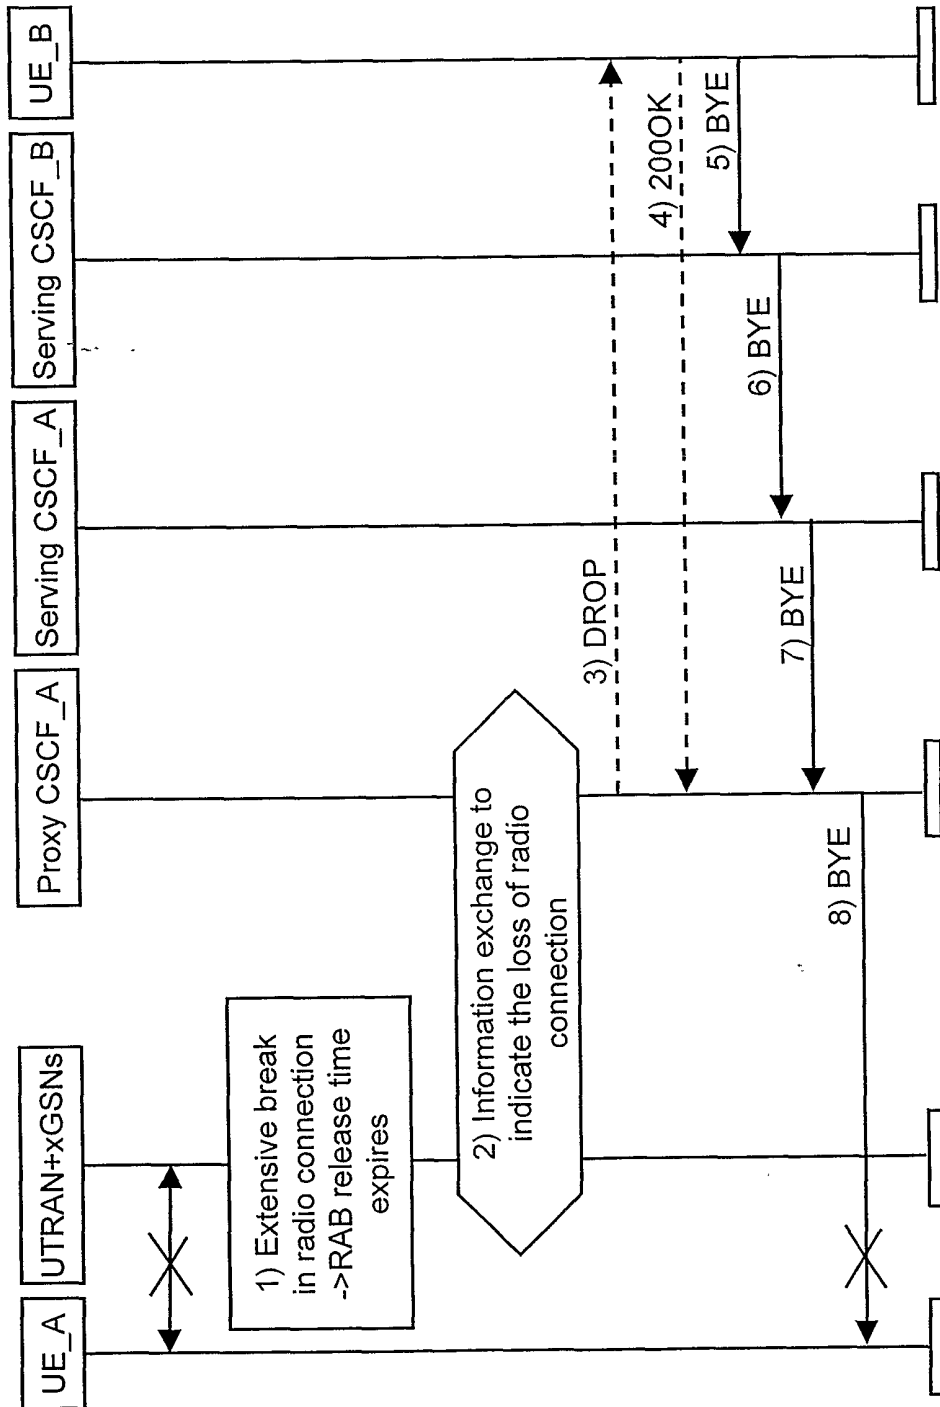 UE_A
UTRAN+xGSNs
Proxy CSCF_A
Serving CSCF_A
Serving CSCF_B
UE_B
1) Extensive break
in radio connection
->RAB release time
expires
2) Information exchange to
indicate the loss of radio
connection
3) DROP
4) 200OK
5) BYE
6) BYE
7) BYE
8) BYE